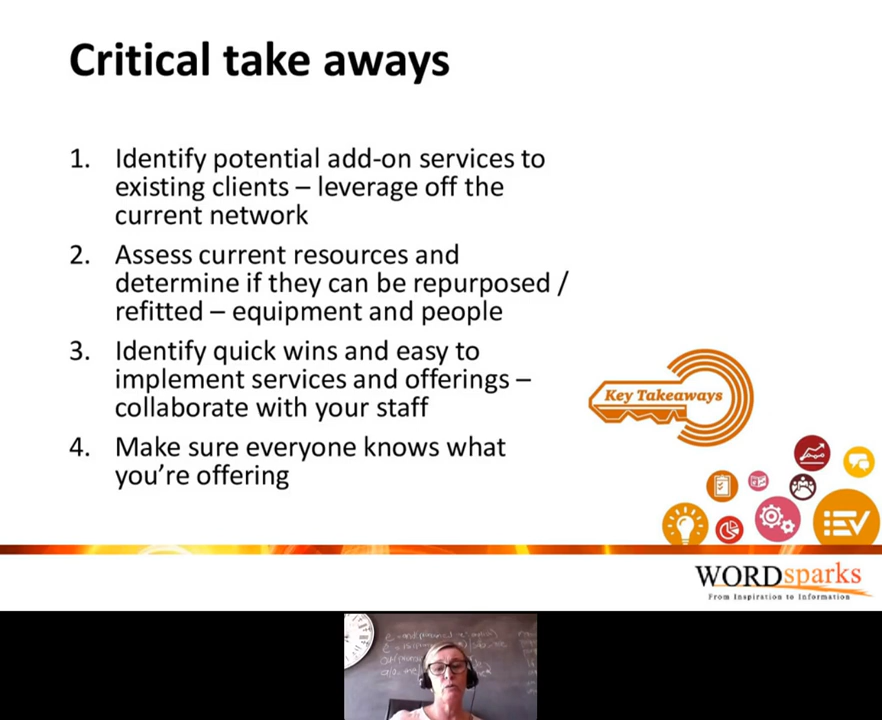 Critical take aways
1. Identify potential add-on services to
existing clients – leverage off the
current network
2. Assess current resources and
determine if they can be repurposed /
refitted – equipment and people
3. Identify quick wins and easy to
implement services and offerings –
collaborate with your staff
4. Make sure everyone knows what
you're offering
Key Takeaways
WORDsparks
From Inspiration to Information